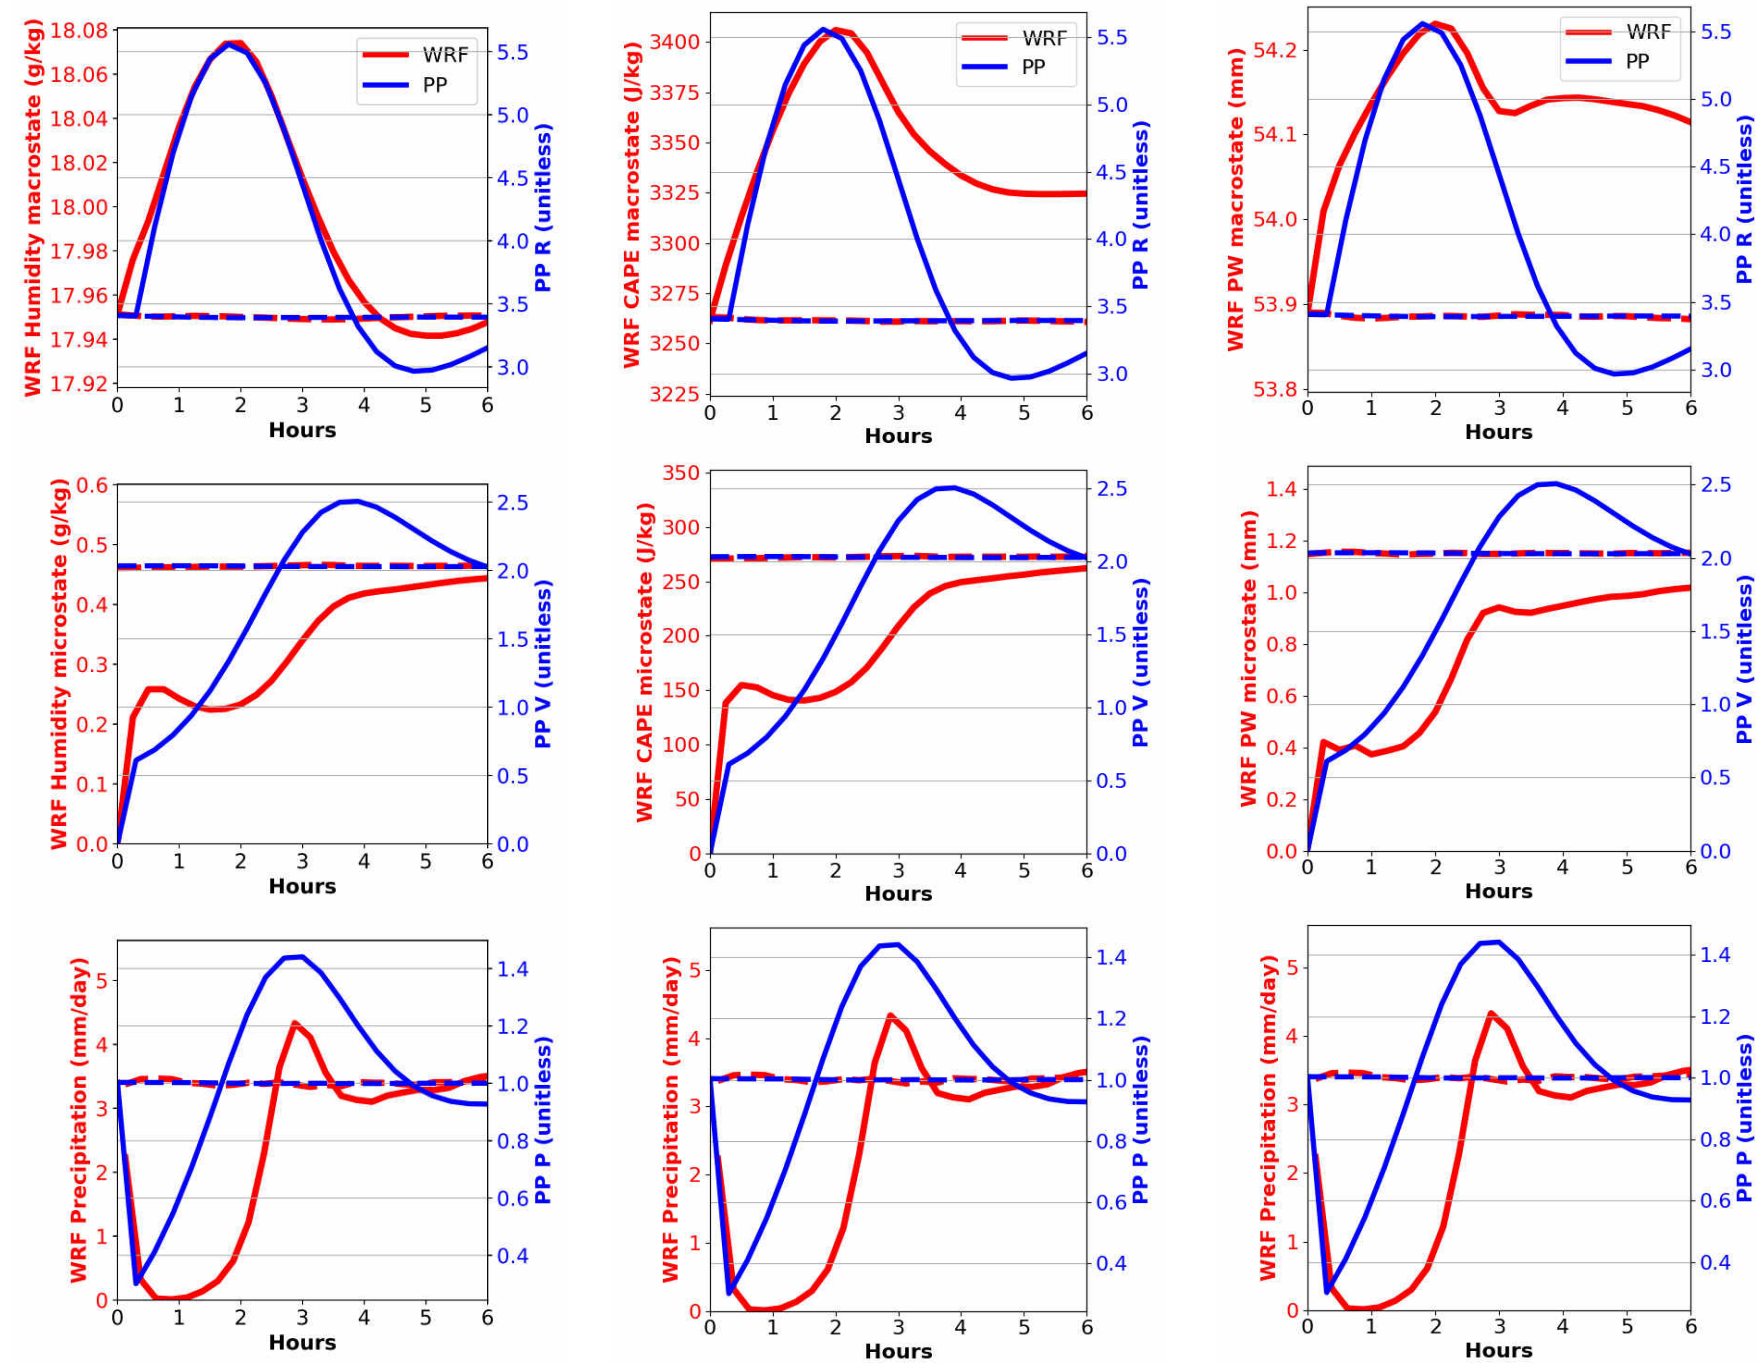 WRF Humidity macrostate (g/kg)
18.08
18.06
18.04
18.02
18.00
17.98
17.96
17.94
17.92
WRF
PP
5.5
5.0
4.5
4.0
3.5
3.0
PP R (unitless)
0 1 2 3 4 5 6
Hours
WRF CAPE macrostate (J/kg)
3400
3375
3350
3325
3300
3275
3250
3225
WRF
PP
5.5
5.0
4.5
4.0
3.5
3.0
PP R (unitless)
0 1 2 3 4 5 6
Hours
WRF PW macrostate (mm)
54.2
54.1
54.0
53.9
53.8
WRF
PP
5.5
5.0
4.5
4.0
3.5
3.0
PP R (unitless)
0 1 2 3 4 5 6
Hours
WRF Humidity microstate (g/kg)
0.6
0.5
0.4
0.3
0.2
0.1
0.0
2.5
2.0
1.5
1.0
0.5
0.0
PP V (unitless)
0 1 2 3 4 5 6
Hours
WRF CAPE microstate (J/kg)
350
300
250
200
150
100
50
0
2.5
2.0
1.5
1.0
0.5
0.0
PP V (unitless)
0 1 2 3 4 5 6
Hours
WRF PW microstate (mm)
1.4
1.2
1.0
0.8
0.6
0.4
0.2
0.0
2.5
2.0
1.5
1.0
0.5
0.0
PP V (unitless)
0 1 2 3 4 5 6
Hours
WRF Precipitation (mm/day)
5
4
3
2
1
0
1.4
1.2
1.0
0.8
0.6
0.4
PP P (unitless)
0 1 2 3 4 5 6
Hours
WRF Precipitation (mm/day)
5
4
3
2
1
0
1.4
1.2
1.0
0.8
0.6
0.4
PP P (unitless)
0 1 2 3 4 5 6
Hours
WRF Precipitation (mm/day)
5
4
3
2
1
0
1.4
1.2
1.0
0.8
0.6
0.4
PP P (unitless)
0 1 2 3 4 5 6
Hours